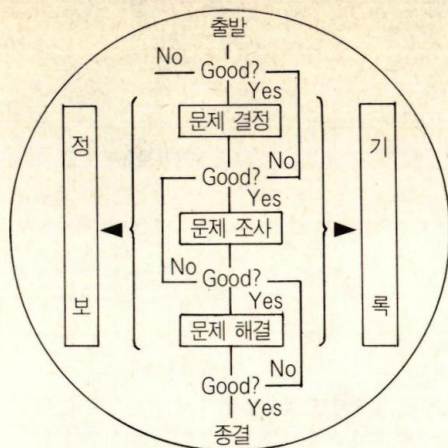 출발
No
Good?
Yes
문제 결정
No
Good?
Yes
문제 조사
No
Good?
Yes
문제 해결
No
Good?
Yes
종결
정
보
기
록